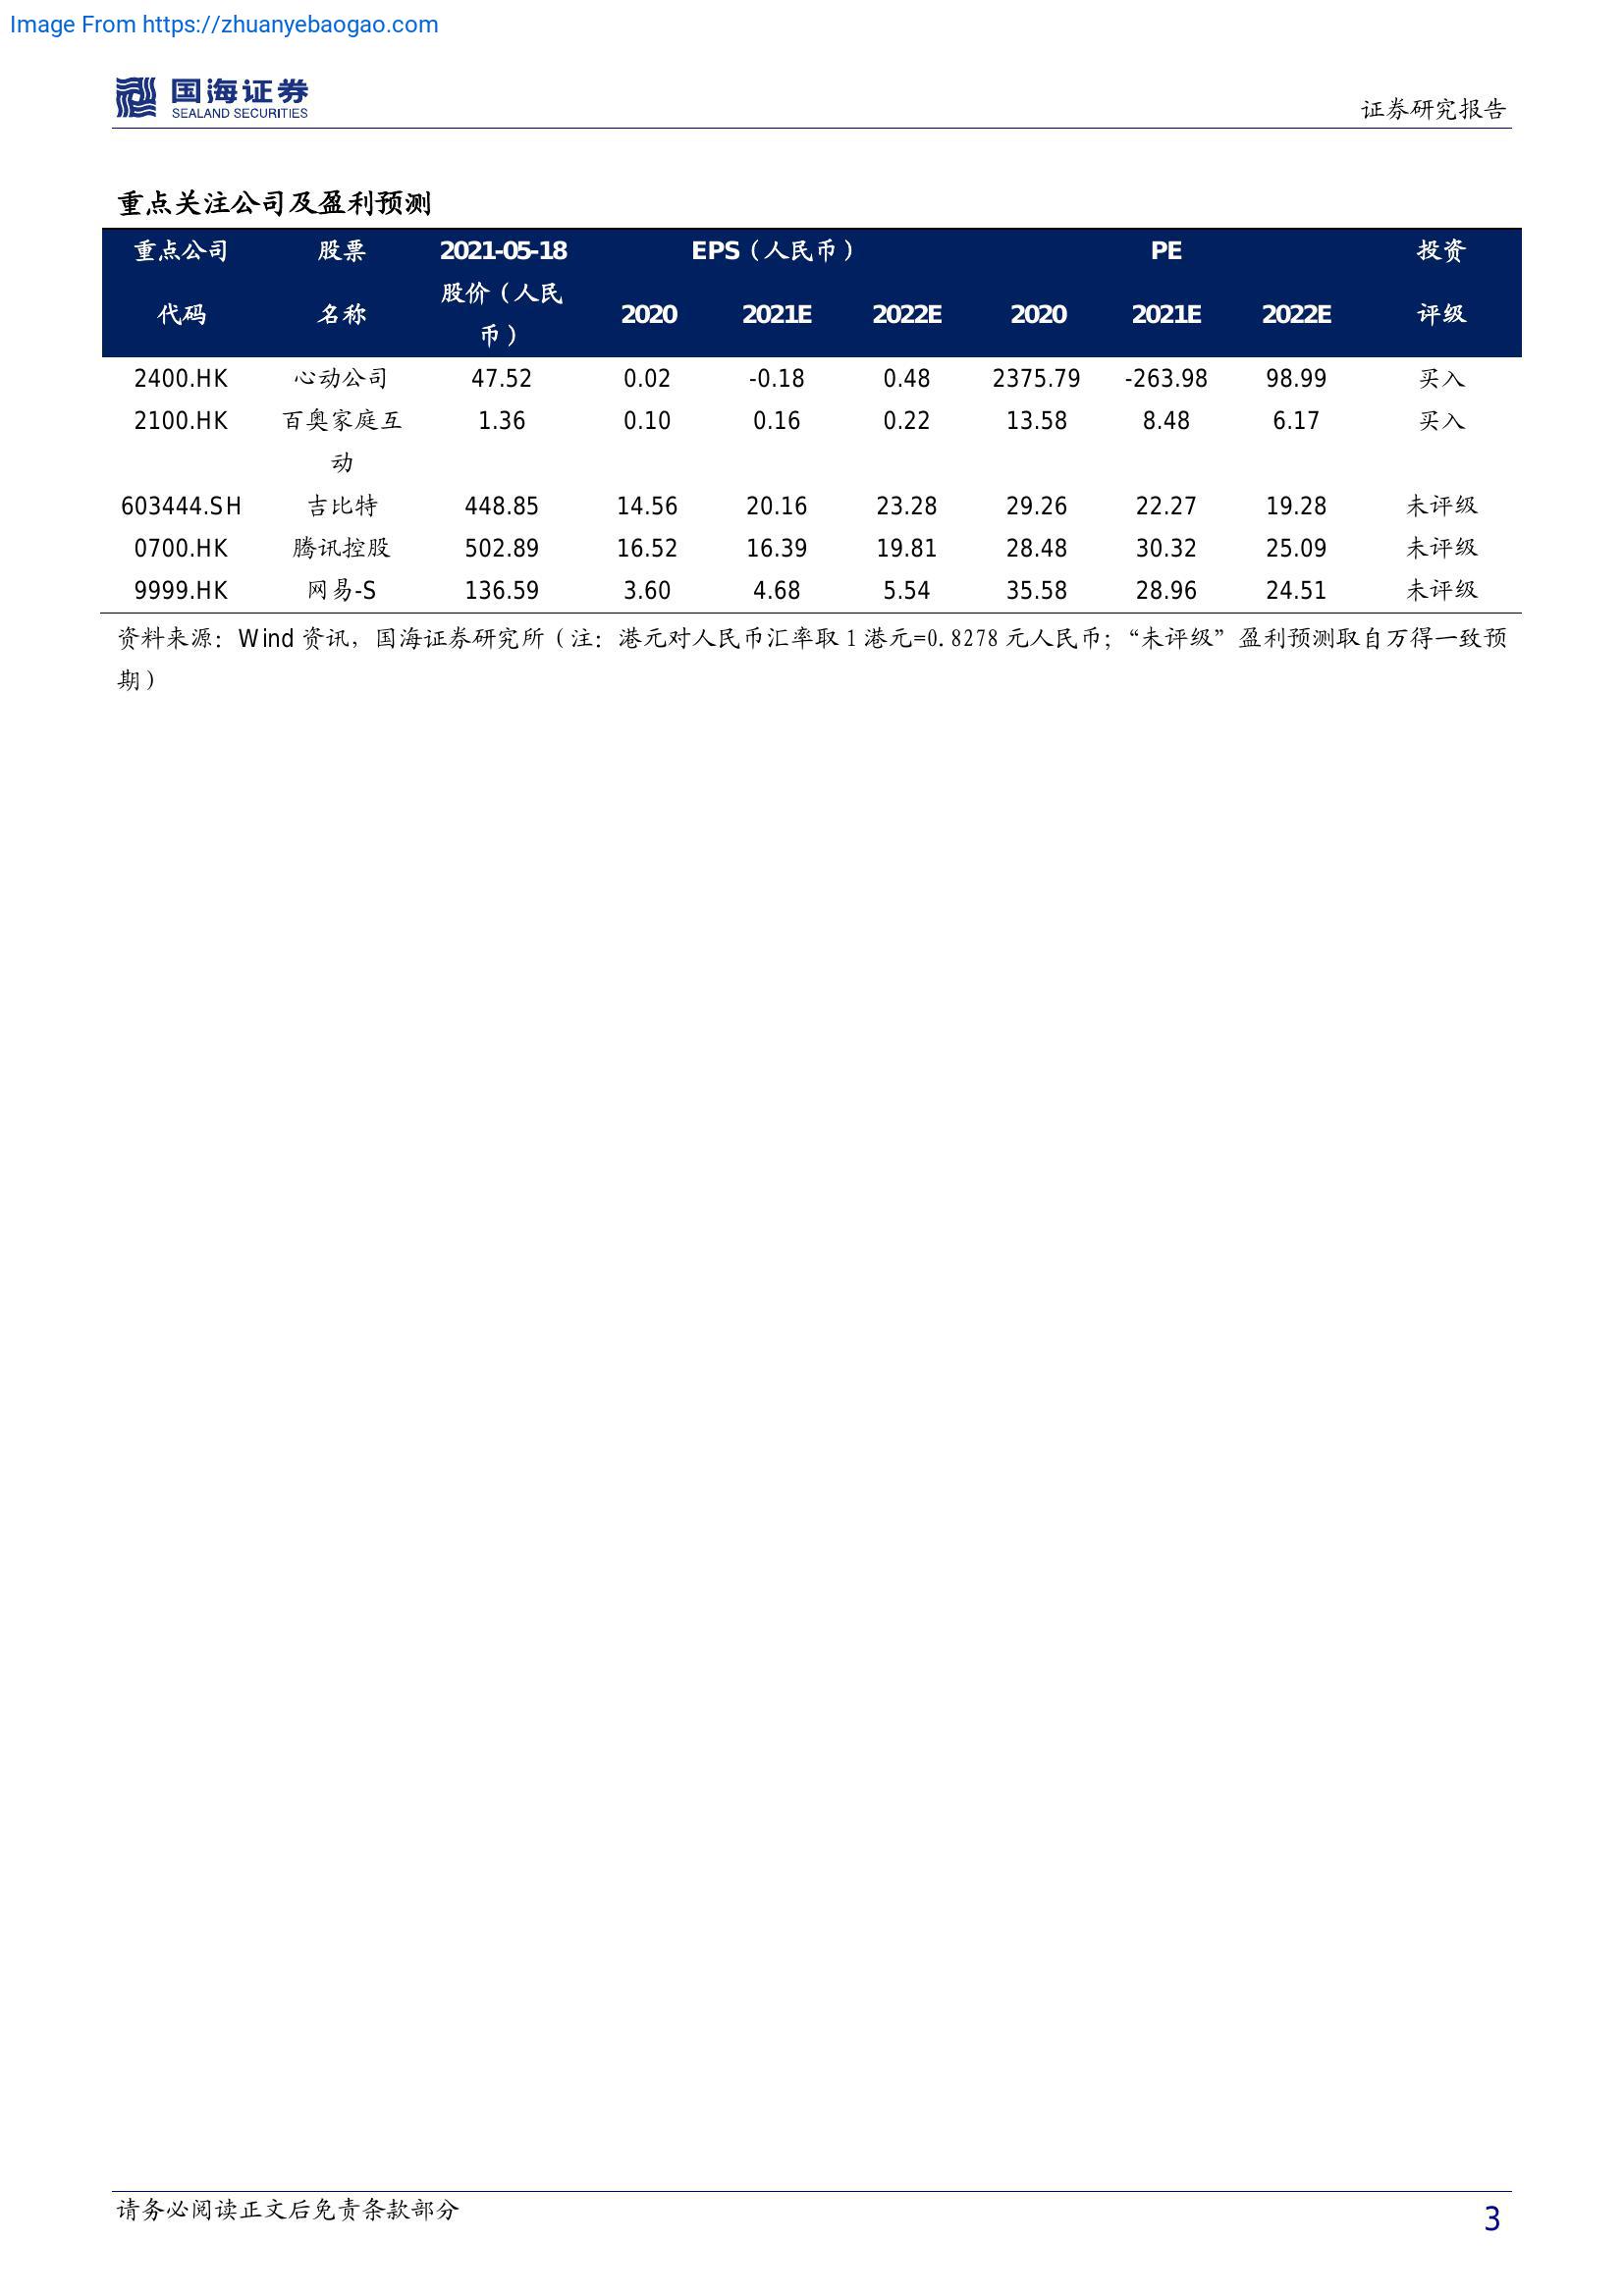 Image From https://zhuanyebaogao.com
国海证券
SEALAND SECURITIES
证券研究报告
重点关注公司及盈利预测
重点公司 股票 2021-05-18 EPS（人民币） PE 投资
代码 名称 股价（人民币） 2020 2021E 2022E 2020 2021E 2022E 评级
2400.HK 心动公司 47.52 0.02 -0.18 0.48 2375.79 -263.98 98.99 买入
2100.HK 百奥家庭互动 1.36 0.10 0.16 0.22 13.58 8.48 6.17 买入
603444.SH 吉比特 448.85 14.56 20.16 23.28 29.26 22.27 19.28 未评级
0700.HK 腾讯控股 502.89 16.52 16.39 19.81 28.48 30.32 25.09 未评级
9999.HK 网易-S 136.59 3.60 4.68 5.54 35.58 28.96 24.51 未评级
资料来源：Wind 资讯，国海证券研究所（注：港元对人民币汇率取 1 港元=0.8278 元人民币；“未评级”盈利预测取自万得一致预
期）
请务必阅读正文后免责条款部分
3